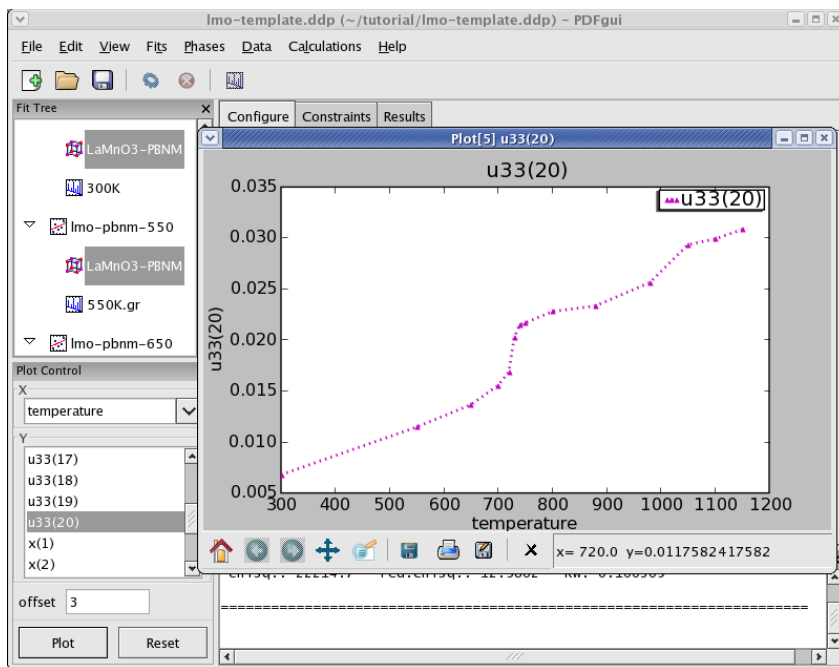 lmo-template.ddp (~/tutorial/lmo-template.ddp) - PDFgui
File Edit View Fits Phases Data Calculations Help
Fit Tree
LaMnO3-PBNM
300K
lmo-pbnm-550
LaMnO3-PBNM
550K.gr
lmo-pbnm-650
Plot Control
X
temperature
Y
u33(17)
u33(18)
u33(19)
u33(20)
x(1)
x(2)
offset 3
Plot Reset
Configure Constraints Results
Plot[5] u33(20)
u33(20)
u33(20)
0.035
0.030
0.025
0.020
0.015
0.010
0.005
u33(20)
300 400 500 600 700 800 900 1000 1100 1200
temperature
x= 720.0 y=0.0117582417582
==========================================================================